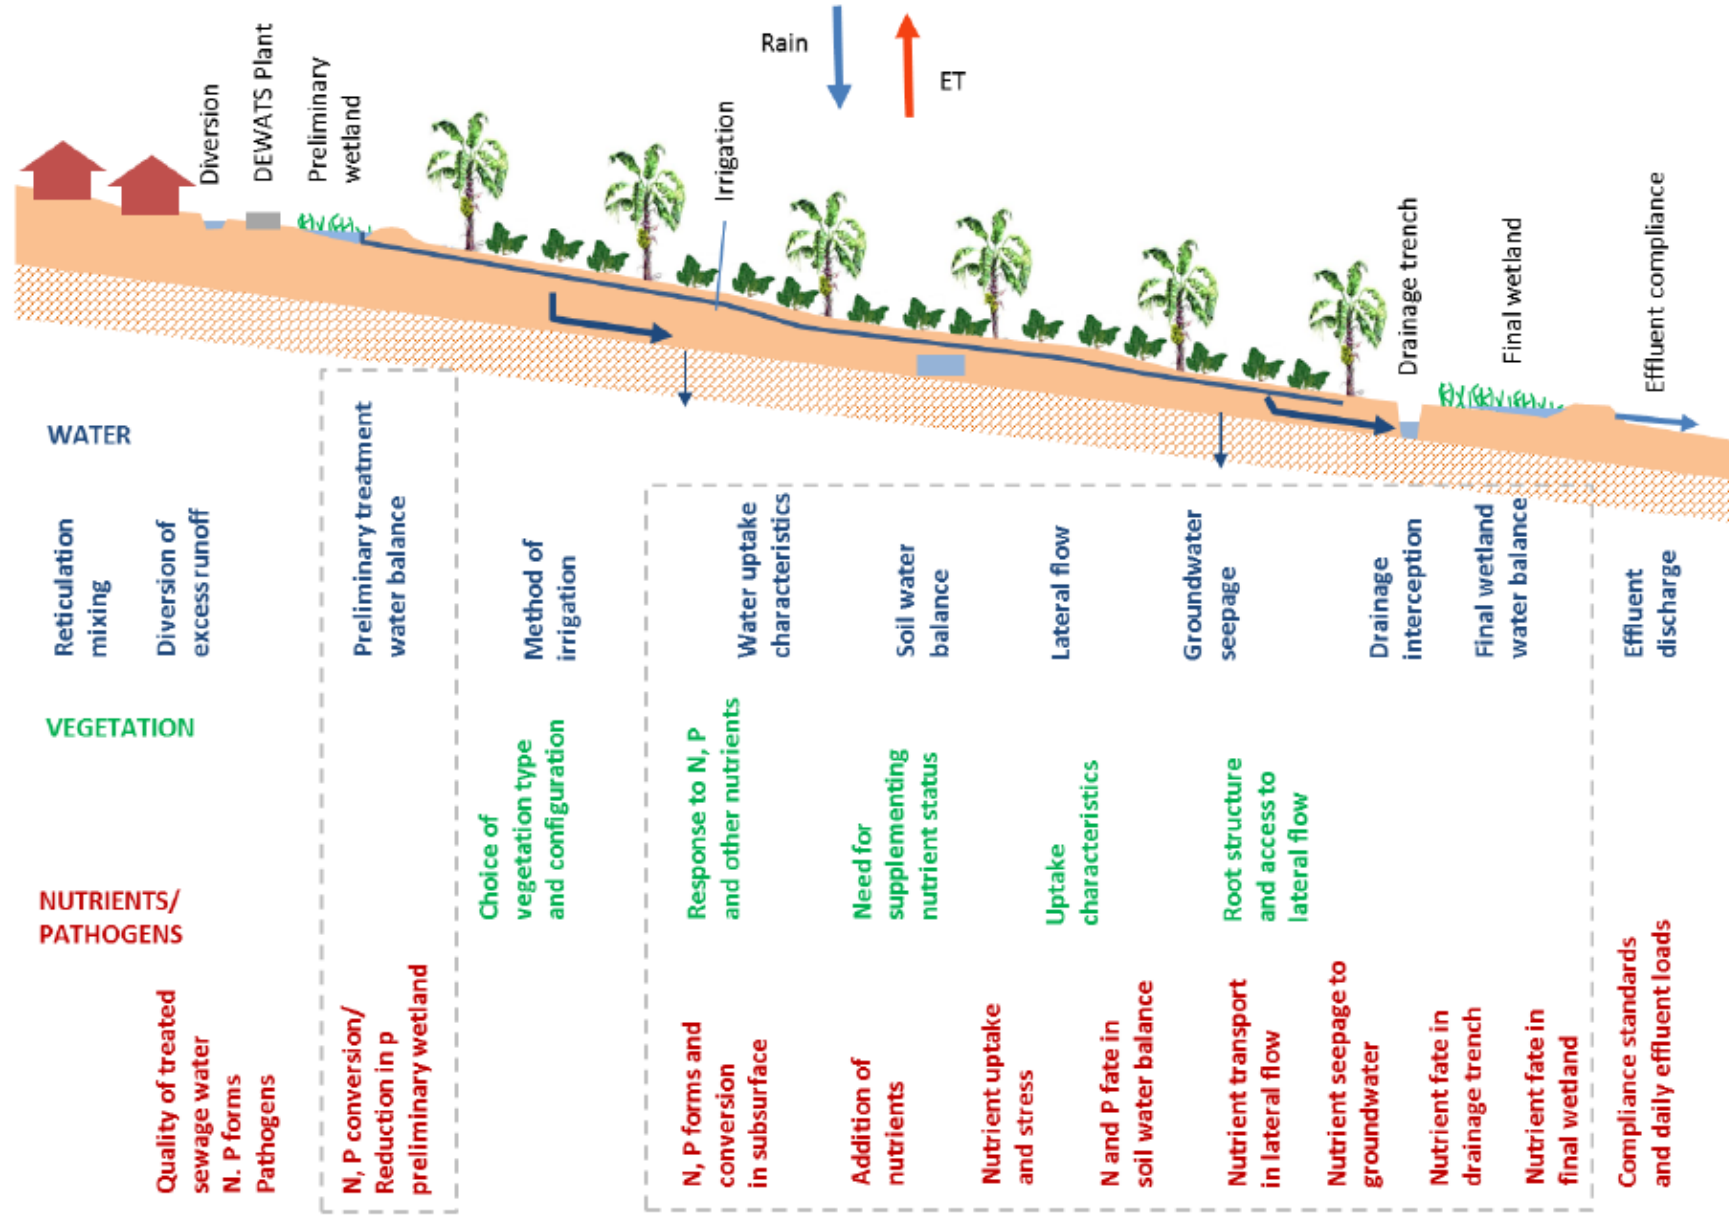 Rain
ET
Diversion
DEWATS Plant
Preliminary
wetland
Irrigation
Drainage trench
Final wetland
Effluent compliance
WATER
Reticulation
mixing
Diversion of
excess runoff
Preliminary treatment
water balance
Method of
irrigation
Water uptake
characteristics
Soil water
balance
Lateral flow
Groundwater
seepage
Drainage
interception
Final wetland
water balance
Effluent
discharge
VEGETATION
Choice of
vegetation type
and configuration
Response to N, P
and other nutrients
Need for
supplementing
nutrient status
Uptake
characteristics
Root structure
and access to
lateral flow
NUTRIENTS/
PATHOGENS
Quality of treated
sewage water
N. P forms
Pathogens
N, P conversion/
Reduction in p
preliminary wetland
N, P forms and
conversion
in subsurface
Addition of
nutrients
Nutrient uptake
and stress
N and P fate in
soil water balance
Nutrient transport
in lateral flow
Nutrient seepage to
groundwater
Nutrient fate in
drainage trench
Nutrient fate in
final wetland
Compliance standards
and daily effluent loads